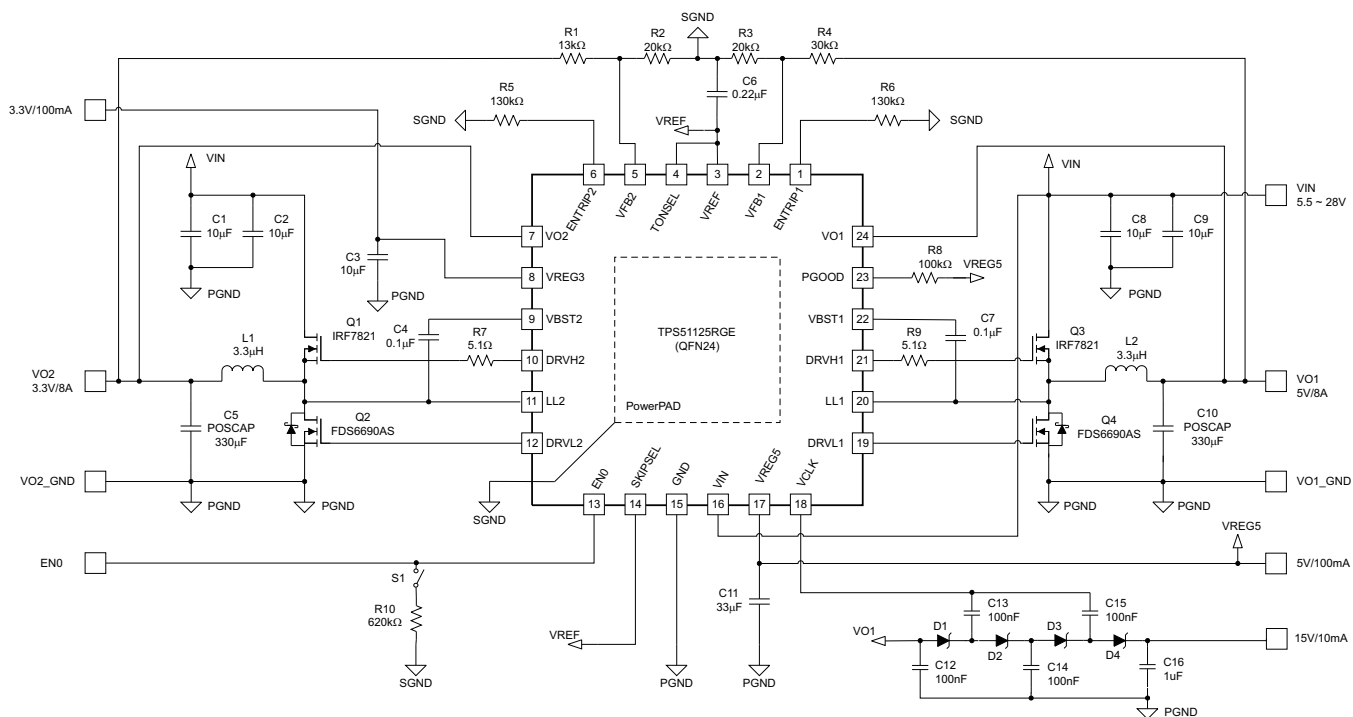 SGND
R1
13kΩ
R2
20kΩ
R3
20kΩ
R4
30kΩ
C6
0.22µF
R5
130kΩ
R6
130kΩ
3.3V/100mA
SGND
VREF
SGND
VIN
VIN
VIN
5.5 ~ 28V
6
5
4
3
2
1
ENTRIP2
VFB2
TONSEL
VREF
VFB1
ENTRIP1
C1
10µF
C2
10µF
C3
10µF
PGND
PGND
7
VO2
8
VREG3
9
VBST2
10
DRVH2
11
LL2
12
DRVL2
VO1
24
PGOOD
23
VBST1
22
DRVH1
21
LL1
20
DRVL1
19
R8
100kΩ
VREG5
C8
10µF
C9
10µF
PGND
TPS51125RGE
(QFN24)
PowerPAD
Q1
IRF7821
C4
0.1µF
R7
5.1Ω
R9
5.1Ω
C7
0.1µF
Q3
IRF7821
L1
3.3µH
L2
3.3µH
VO2
3.3V/8A
VO1
5V/8A
C5
POSCAP
330µF
Q2
FDS6690AS
Q4
FDS6690AS
C10
POSCAP
330µF
VO2_GND
PGND
PGND
SGND
EN0
SKIPSEL
GND
VIN
VREG5
VCLK
13
14
15
16
17
18
PGND
PGND
VO1_GND
VREG5
EN0
5V/100mA
S1
R10
620kΩ
SGND
VREF
PGND
C11
33µF
PGND
C13
100nF
C15
100nF
VO1
D1
D2
D3
D4
15V/10mA
C12
100nF
C14
100nF
C16
1uF
PGND